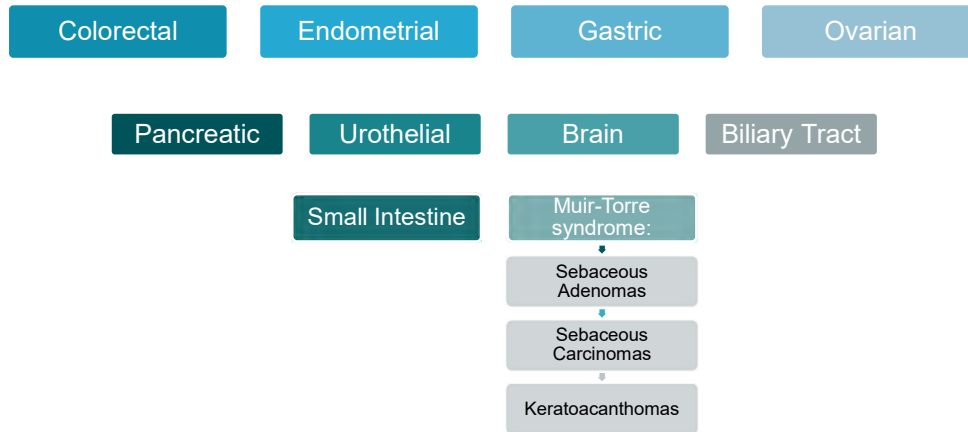 Colorectal
Endometrial
Gastric
Ovarian
Pancreatic
Urothelial
Brain
Biliary Tract
Small Intestine
Muir-Torre
syndrome:
Sebaceous
Adenomas
Sebaceous
Carcinomas
Keratoacanthomas